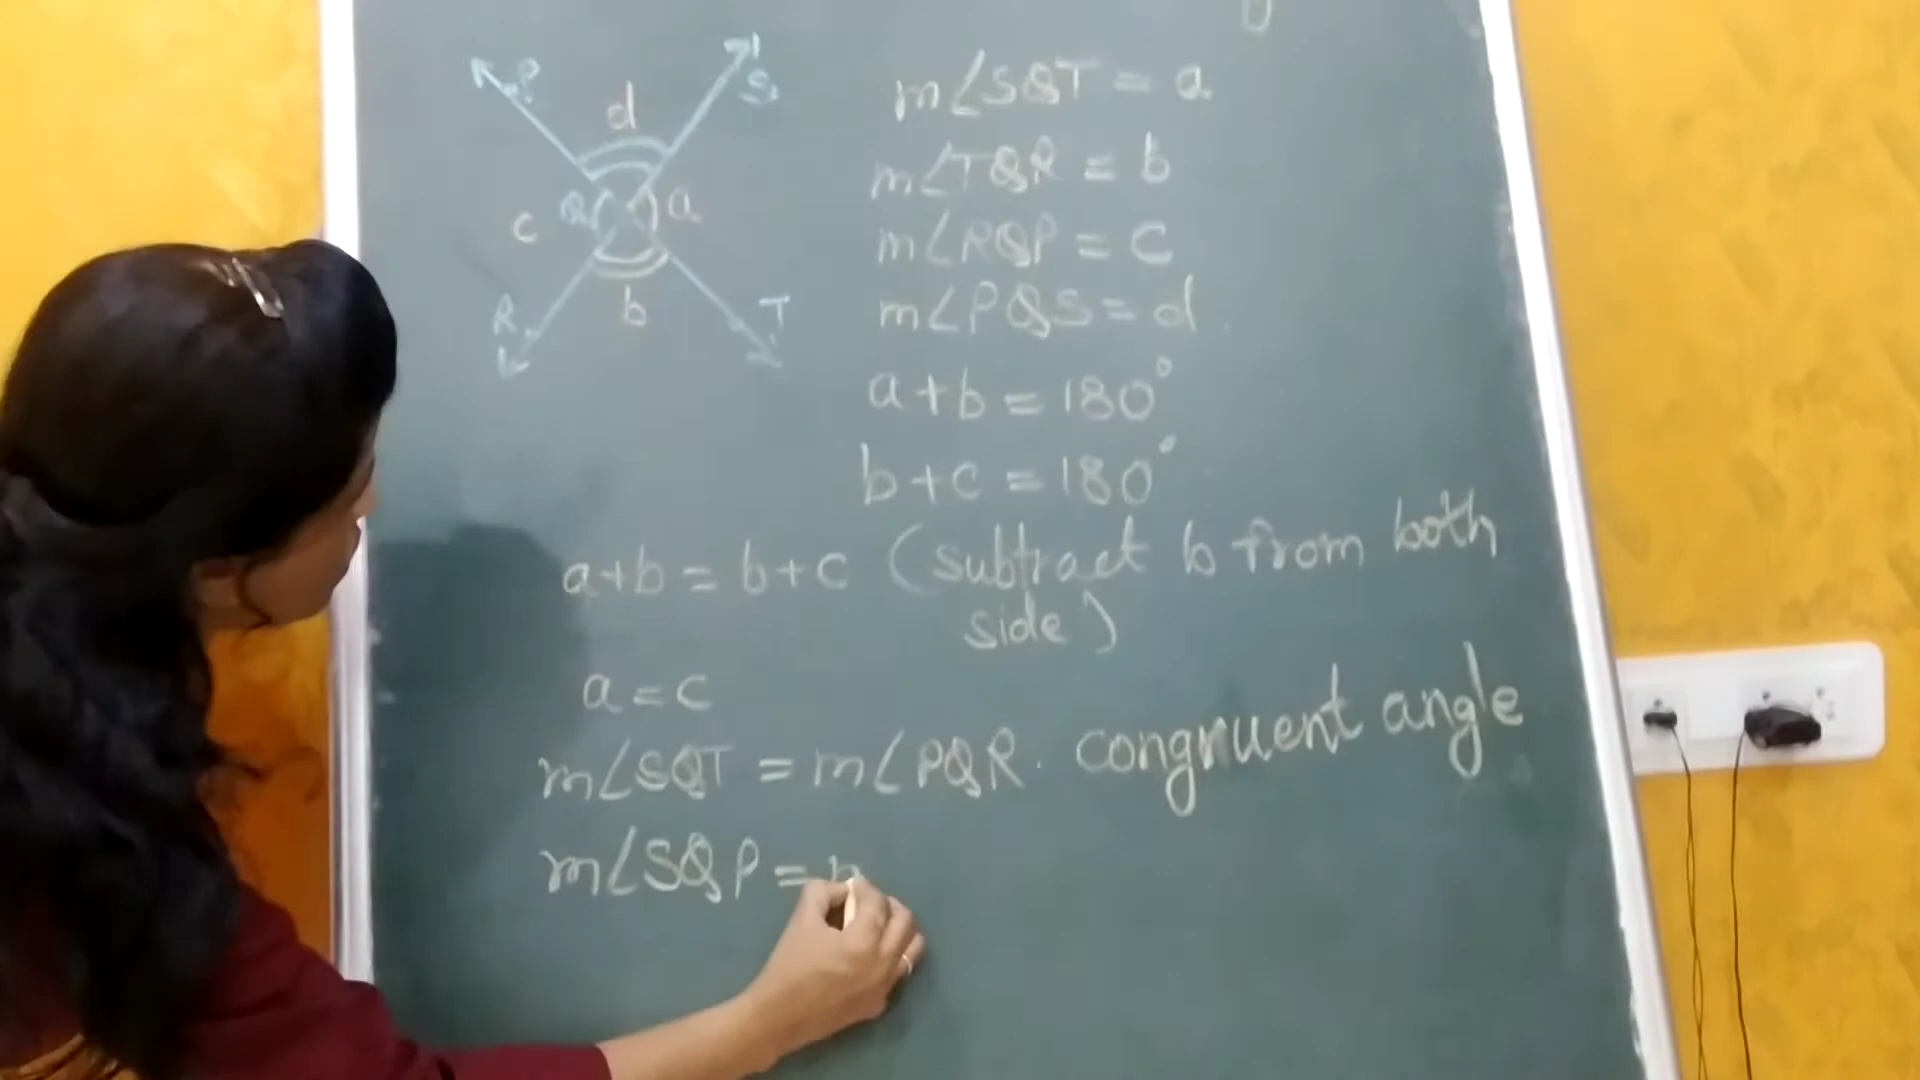 P
S
d
Q
a
c
b
R
T
m∠SQT = a
m∠TQR = b
m∠RQP = c
m∠PQS = d.
a+b = 180°
b+c = 180°
a+b = b+c (subtract b from both
side)
a = c
m∠SQT = m∠PQR. congruent angle
m∠SQP =